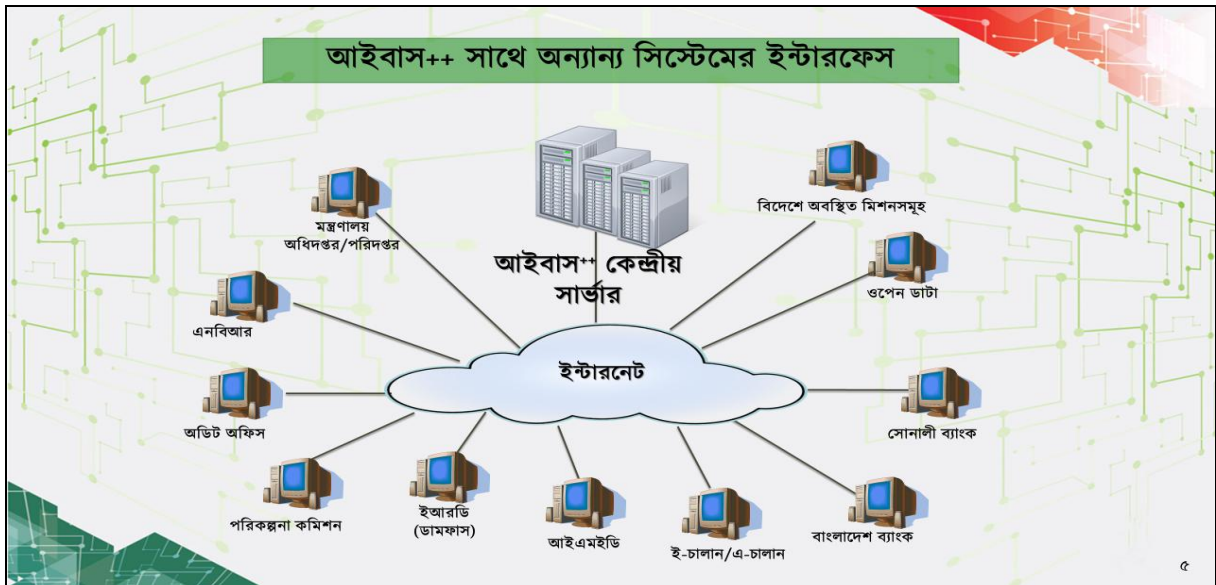 আইবাস++ সাথে অন্যান্য সিস্টেমের ইন্টারফেস
মন্ত্রণালয়
অধিদপ্তর/পরিদপ্তর
বিদেশে অবস্থিত মিশনসমূহ
আইবাস++ কেন্দ্রীয়
সার্ভার
ওপেন ডাটা
এনবিআর
ইন্টারনেট
অডিট অফিস
সোনালী ব্যাংক
পরিকল্পনা কমিশন
ইআরডি
(ডামফাস)
আইএমইডি
ই-চালান/এ-চালান
বাংলাদেশ ব্যাংক
৫